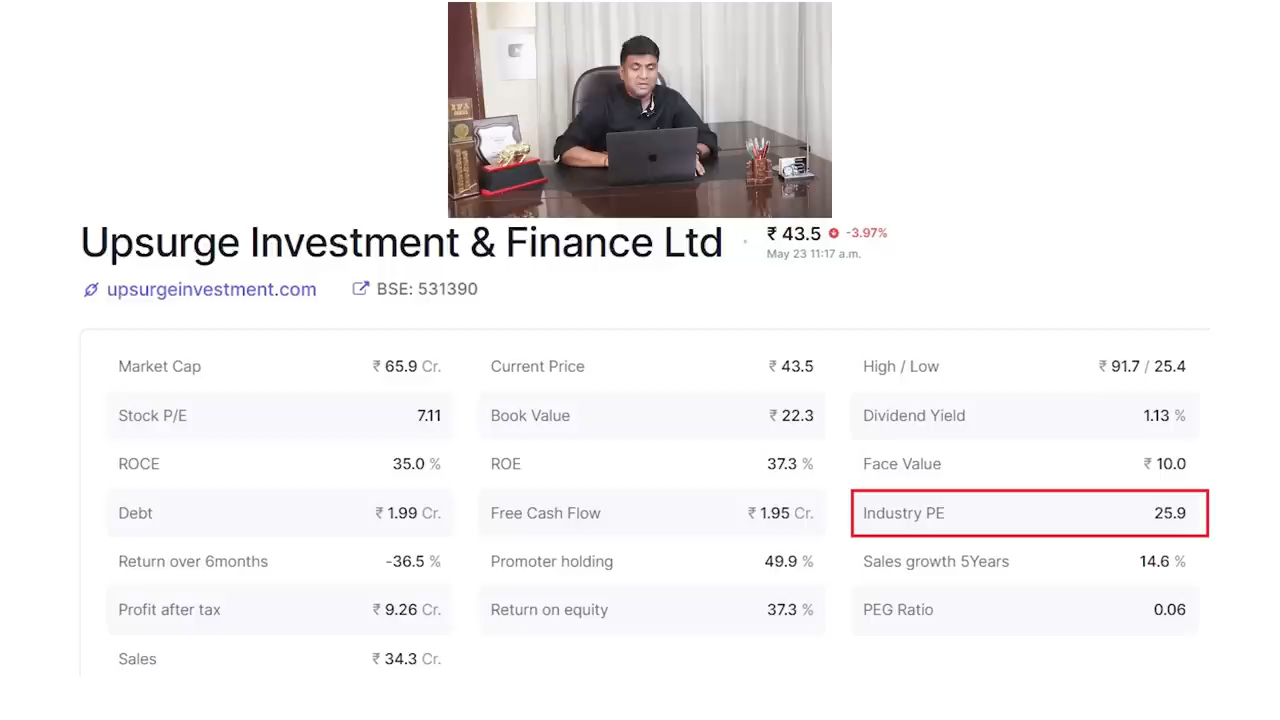 Upsurge Investment & Finance Ltd
₹ 43.5 -3.97%
May 23 11:17 a.m.
upsurgeinvestment.com BSE: 531390
Market Cap ₹ 65.9 Cr. Current Price ₹ 43.5 High / Low ₹ 91.7 / 25.4
Stock P/E 7.11 Book Value ₹ 22.3 Dividend Yield 1.13 %
ROCE 35.0 % ROE 37.3 % Face Value ₹ 10.0
Debt ₹ 1.99 Cr. Free Cash Flow ₹ 1.95 Cr. Industry PE 25.9
Return over 6months -36.5 % Promoter holding 49.9 % Sales growth 5Years 14.6 %
Profit after tax ₹ 9.26 Cr. Return on equity 37.3 % PEG Ratio 0.06
Sales ₹ 34.3 Cr.